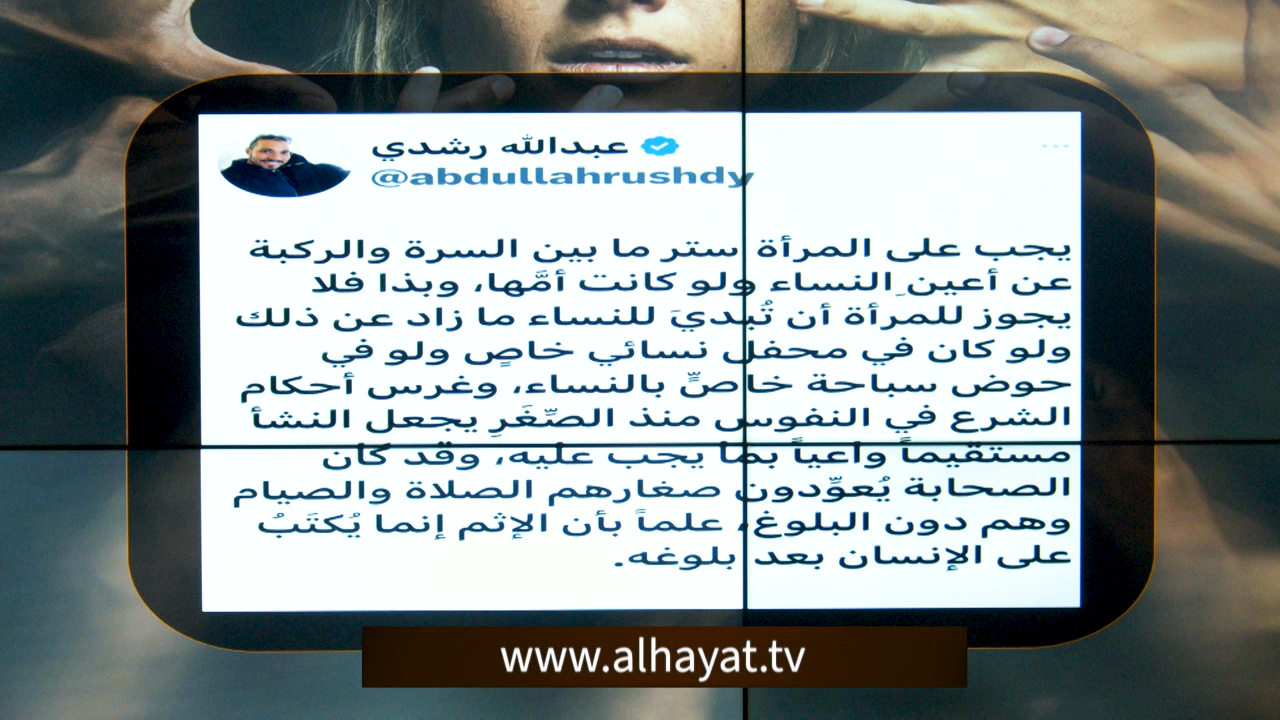 عبدالله رشدي
@abdullahrushdy
يجب على المرأة ستر ما بين السرة والركبة
عن أعين النساء ولو كانت أمَّها، وبذا فلا
يجوز للمرأة أن تُبديَ للنساء ما زاد عن ذلك
ولو كان في محفل نسائي خاصٍ ولو في
حوض سباحة خاصٍّ بالنساء، وغرس أحكام
الشرع في النفوس منذ الصِّغَرِ يجعل النشأ
مستقيماً واعياً بما يجب عليه، وقد كان
الصحابة يُعوِّدون صغارهم الصلاة والصيام
وهم دون البلوغ، علماً بأن الإثم إنما يُكتَبُ
على الإنسان بعد بلوغه.
www.alhayat.tv